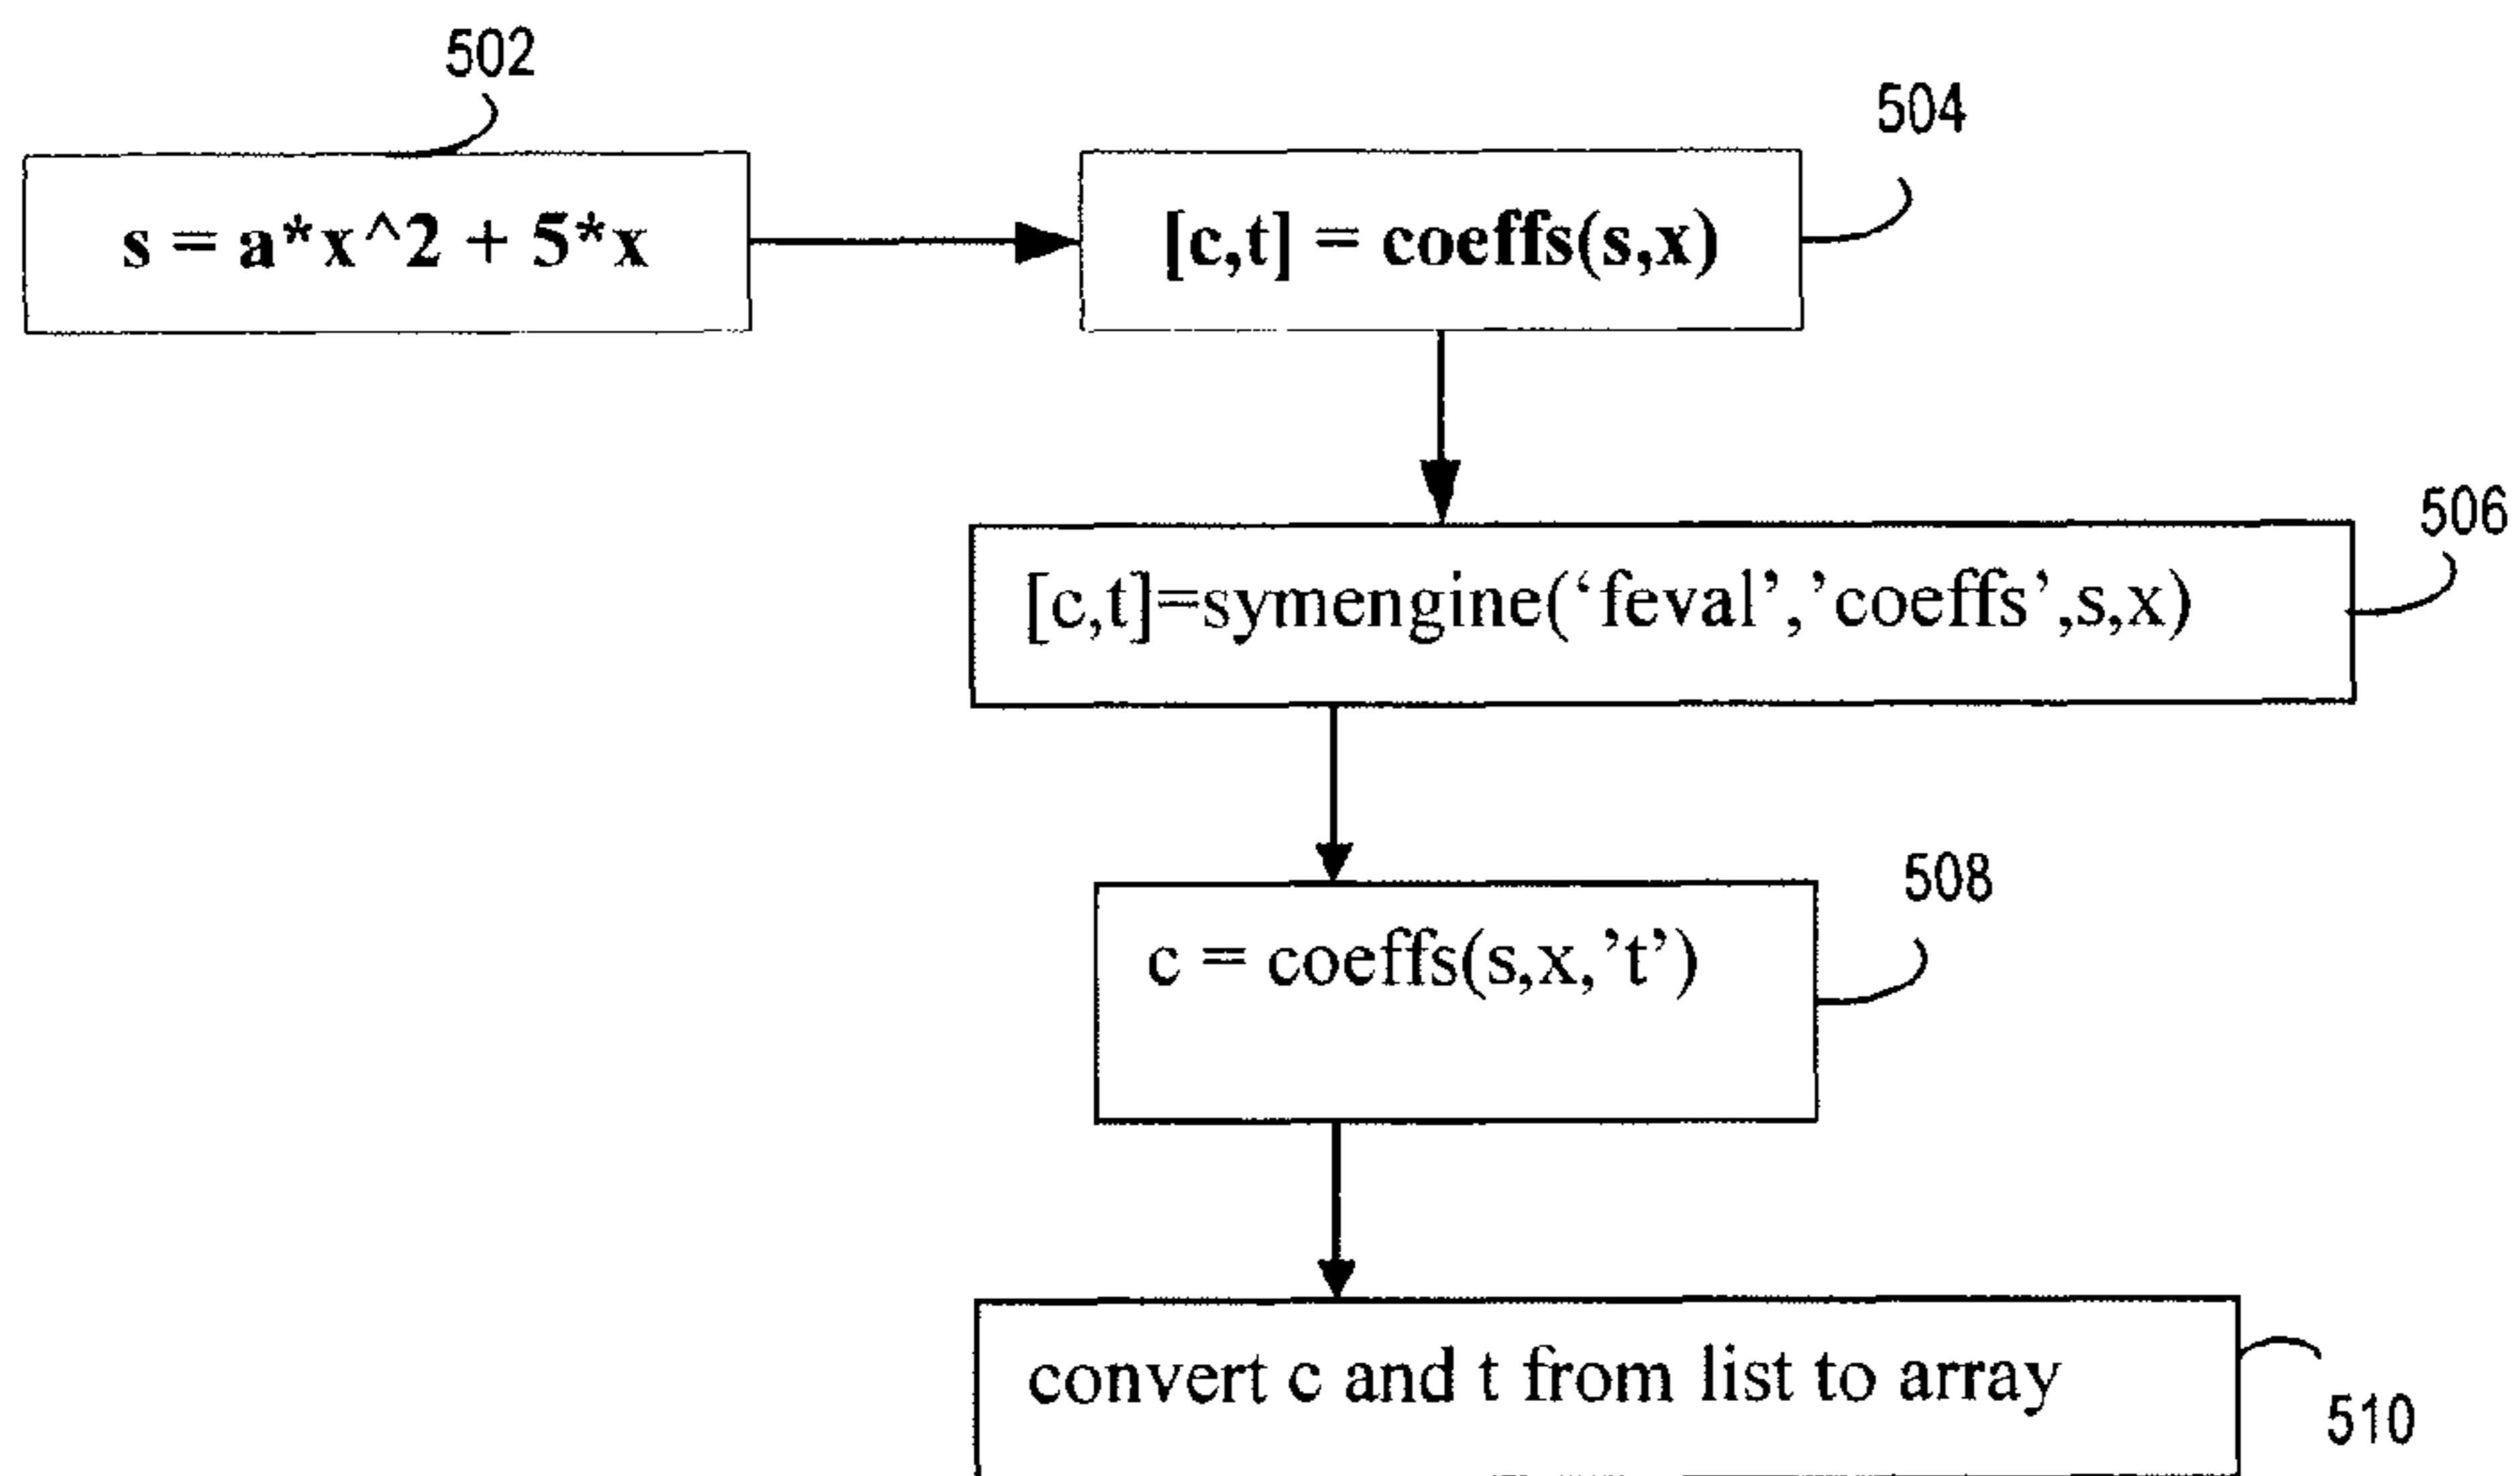 502
s = a*x^2 + 5*x
504
[c,t] = coeffs(s,x)
506
[c,t]=symengine(‘feval’,’coeffs’,s,x)
508
c = coeffs(s,x,’t’)
convert c and t from list to array
510